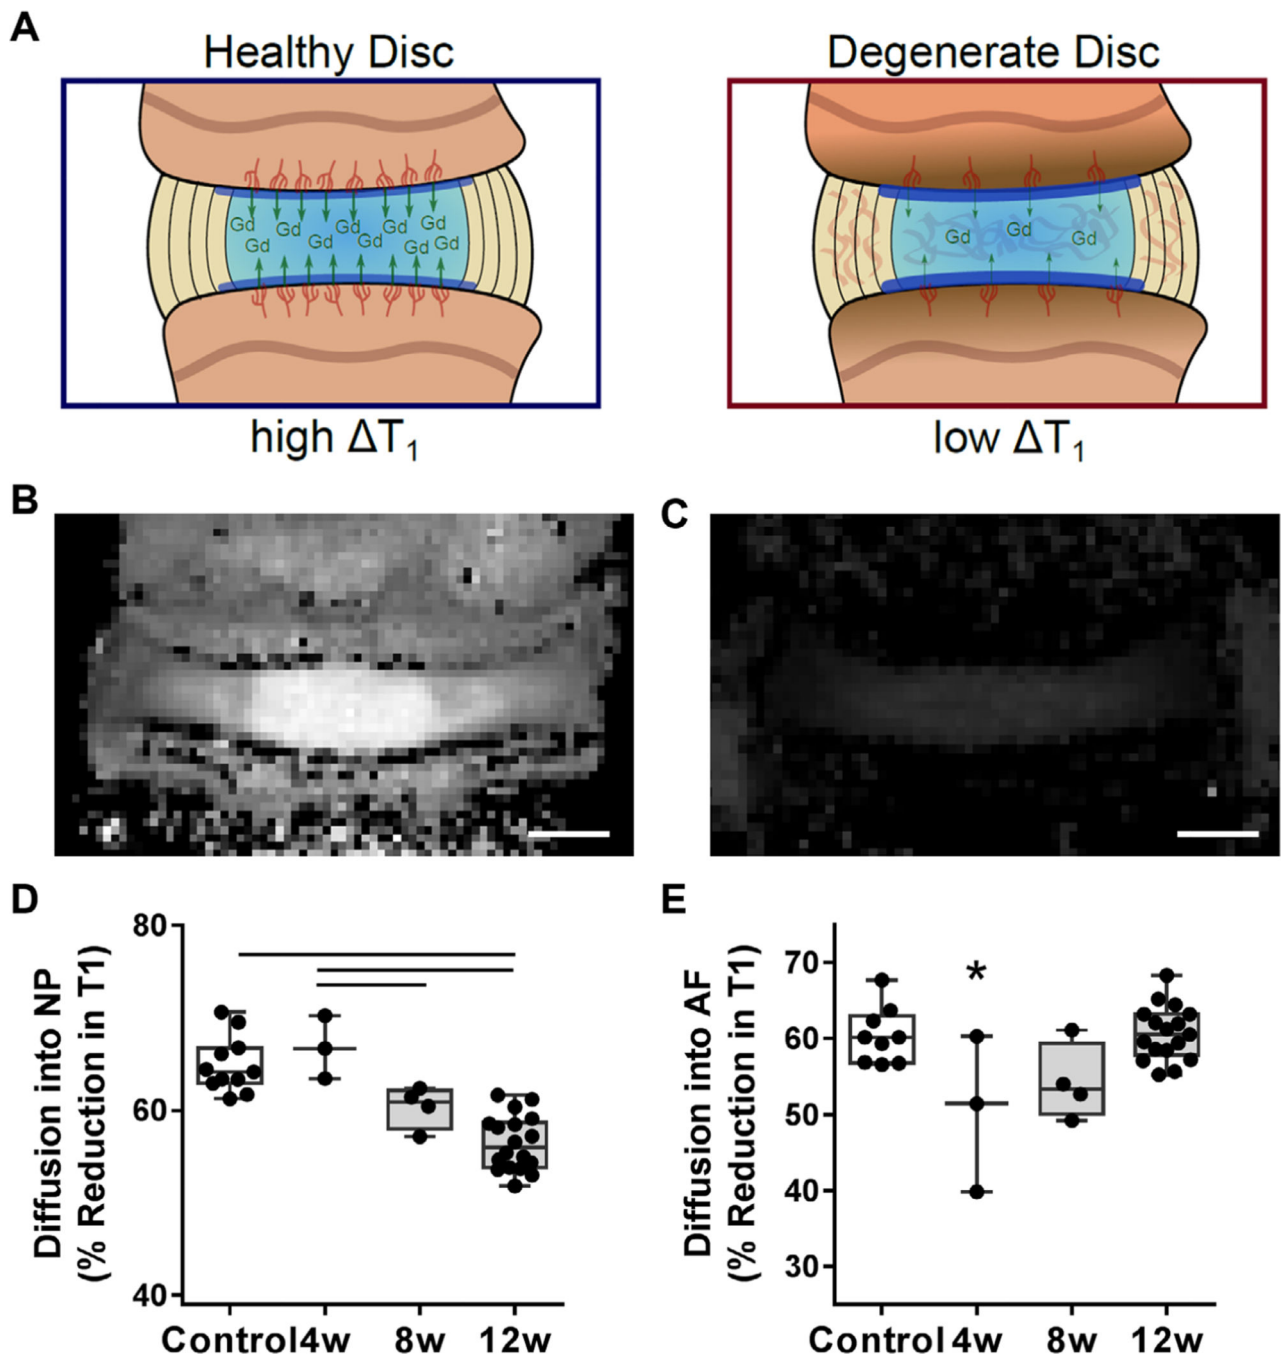 A
Healthy Disc
Degenerate Disc
Gd
Gd
Gd
Gd
Gd
Gd
Gd
Gd
Gd
Gd
Gd
Gd
high ΔT₁
low ΔT₁
B
C
D
Diffusion into NP
(% Reduction in T1)
80
60
40
Control
4w
8w
12w
E
Diffusion into AF
(% Reduction in T1)
70
60
50
40
30
*
Control
4w
8w
12w